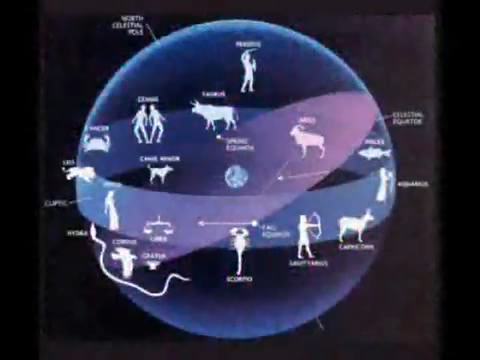 NORTH
CELESTIAL
POLE
PERSEUS
TAURUS
GEMINI
CELESTIAL
EQUATOR
ARIES
CANCER
SPRING
EQUINOX
PISCES
CANIS MINOR
LEO
AQUARIUS
VIRGO
ECLIPTIC
HYDRA
LIBRA
FALL
EQUINOX
CORVUS
CRATER
CAPRICORN
SAGITTARIUS
SCORPIO